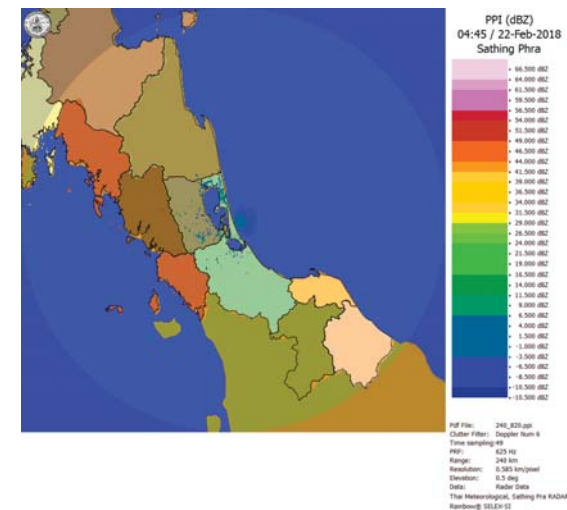 PPI (dBZ)
04:45 / 22-Feb-2018
Sathing Phra
66.500 dBZ
64.000 dBZ
61.500 dBZ
59.500 dBZ
56.500 dBZ
54.000 dBZ
51.500 dBZ
49.000 dBZ
46.500 dBZ
44.000 dBZ
41.500 dBZ
39.000 dBZ
36.500 dBZ
34.000 dBZ
31.500 dBZ
29.000 dBZ
26.500 dBZ
24.000 dBZ
21.500 dBZ
19.000 dBZ
16.500 dBZ
14.000 dBZ
11.500 dBZ
9.000 dBZ
6.500 dBZ
4.000 dBZ
1.500 dBZ
-1.000 dBZ
-3.500 dBZ
-6.500 dBZ
-8.500 dBZ
-10.500 dBZ
-10.500 dBZ
Pdf File: 240_820.ppi
Clutter Filter: Doppler Num 6
Time sampling:49
PRF: 625 Hz
Range: 240 km
Resolution: 0.585 km/pixel
Elevation: 0.5 deg
Data: Radar Data
Thai Meteorological, Sathing Pra RADAR
Rainbow® SELEX-SI